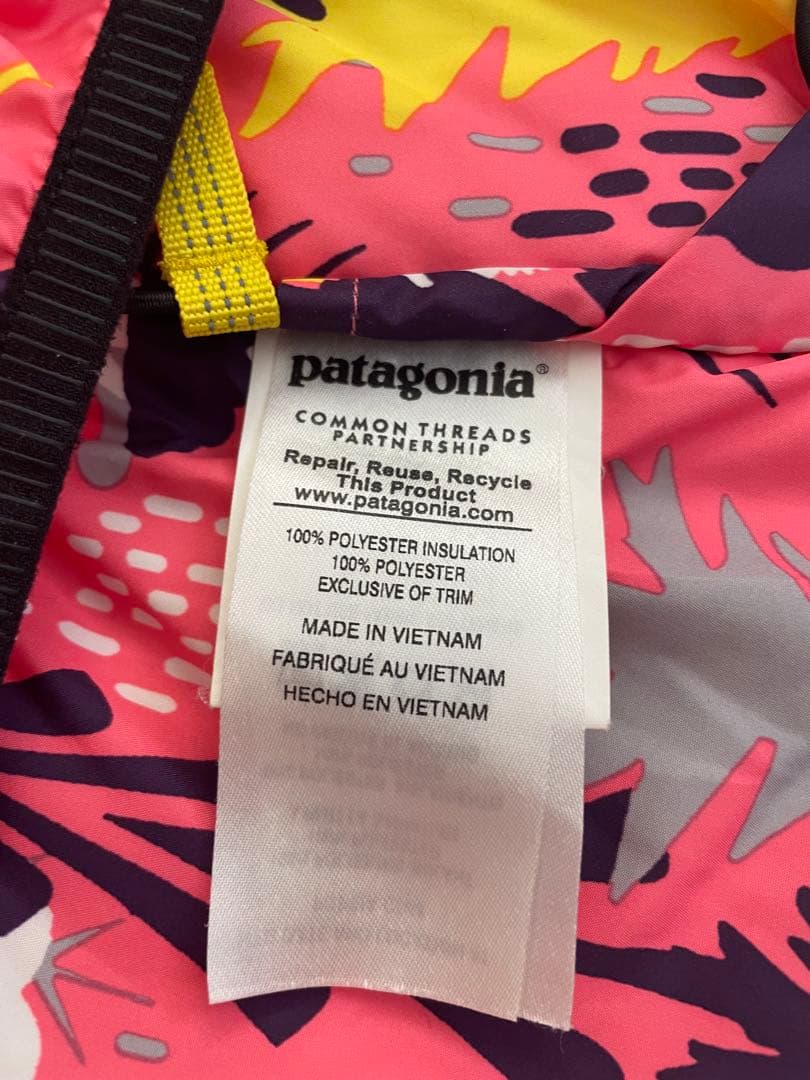 patagonia®
COMMON THREADS
PARTNERSHIP
Repair, Reuse, Recycle
This Product
www.patagonia.com
100% POLYESTER INSULATION
100% POLYESTER
EXCLUSIVE OF TRIM
MADE IN VIETNAM
FABRIQUÉ AU VIETNAM
HECHO EN VIETNAM